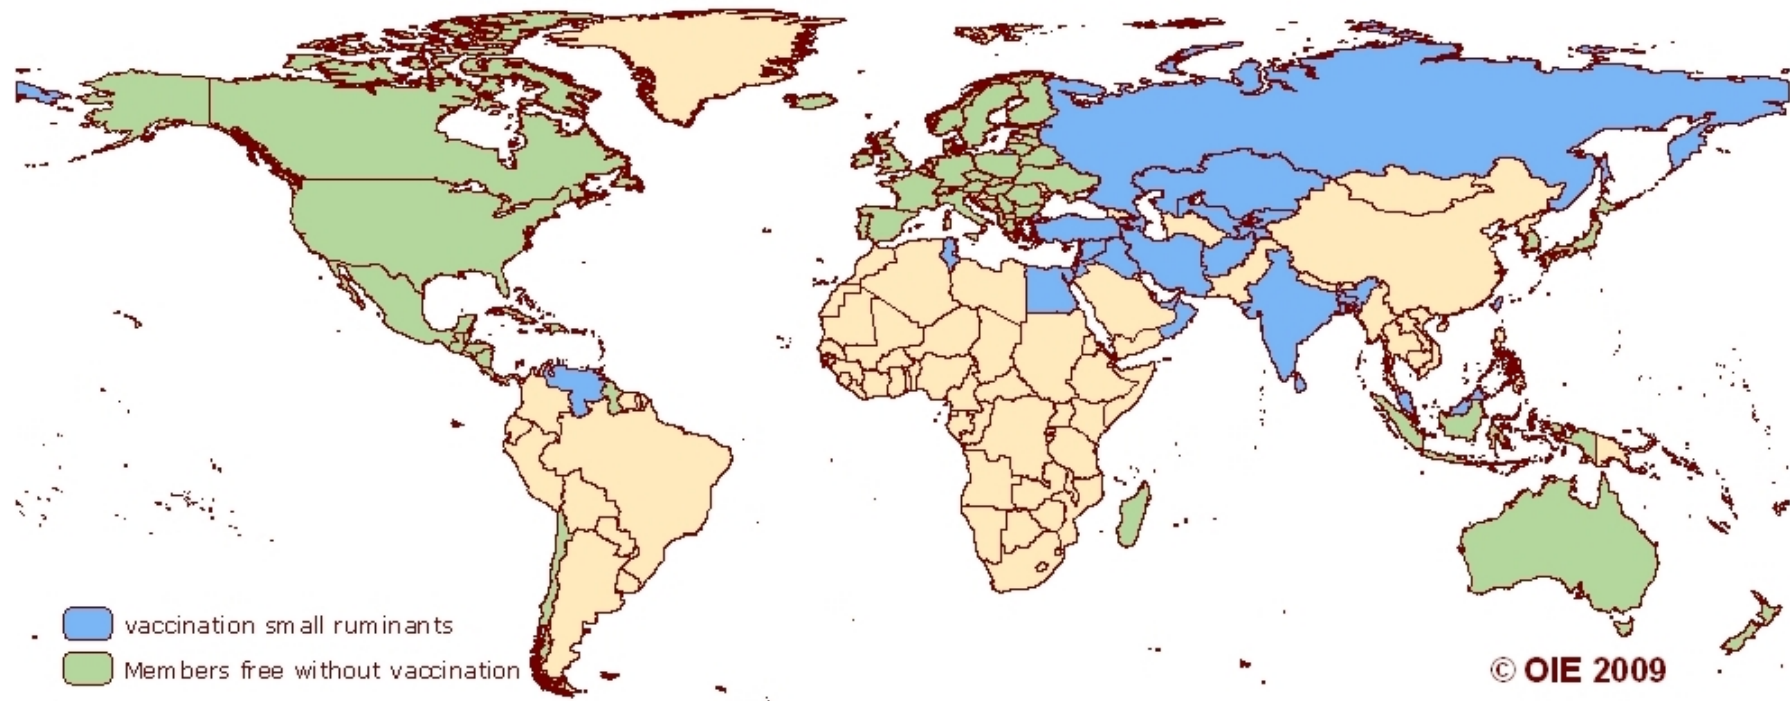 vaccination small ruminants
Members free without vaccination
© OIE 2009